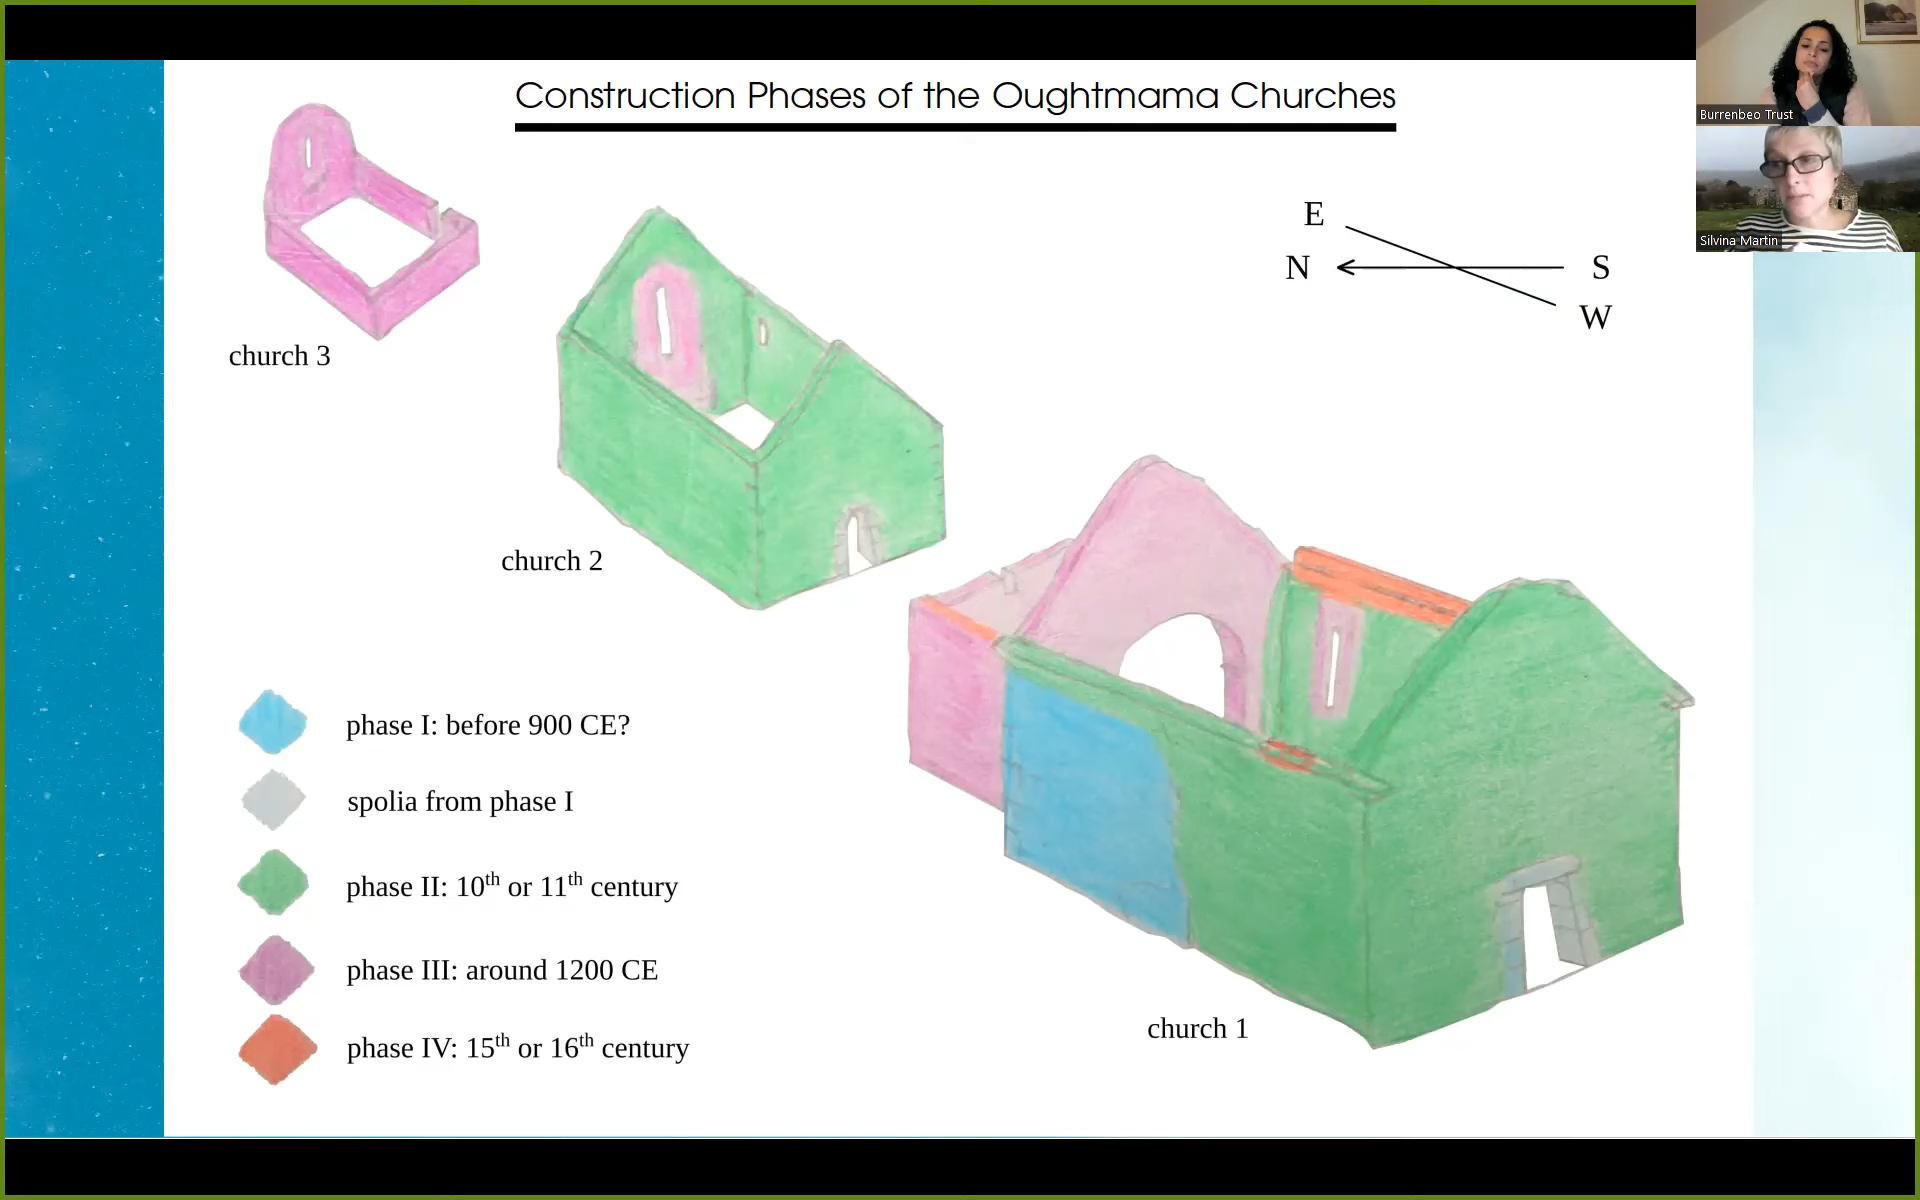 Construction Phases of the Oughtmama Churches
Burrenbeo Trust
Silvina Martin
E
N
S
W
church 3
church 2
church 1
phase I: before 900 CE?
spolia from phase I
phase II: 10th or 11th century
phase III: around 1200 CE
phase IV: 15th or 16th century